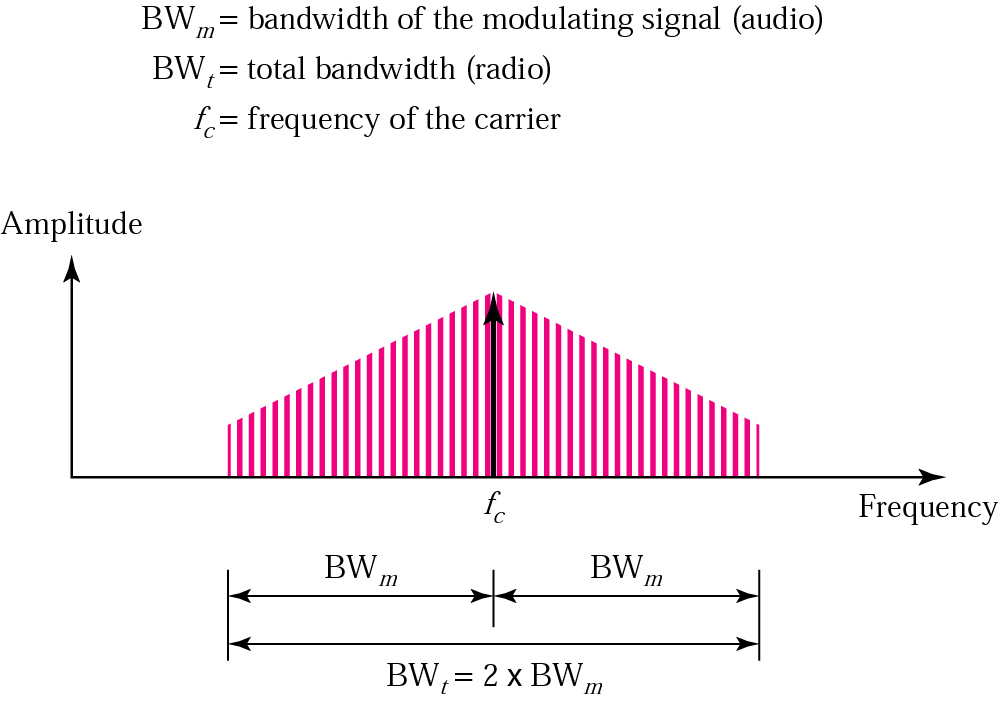 BWm = bandwidth of the modulating signal (audio)
BWt = total bandwidth (radio)
fc = frequency of the carrier
Amplitude
fc
Frequency
BWm BWm
BWt = 2 x BWm